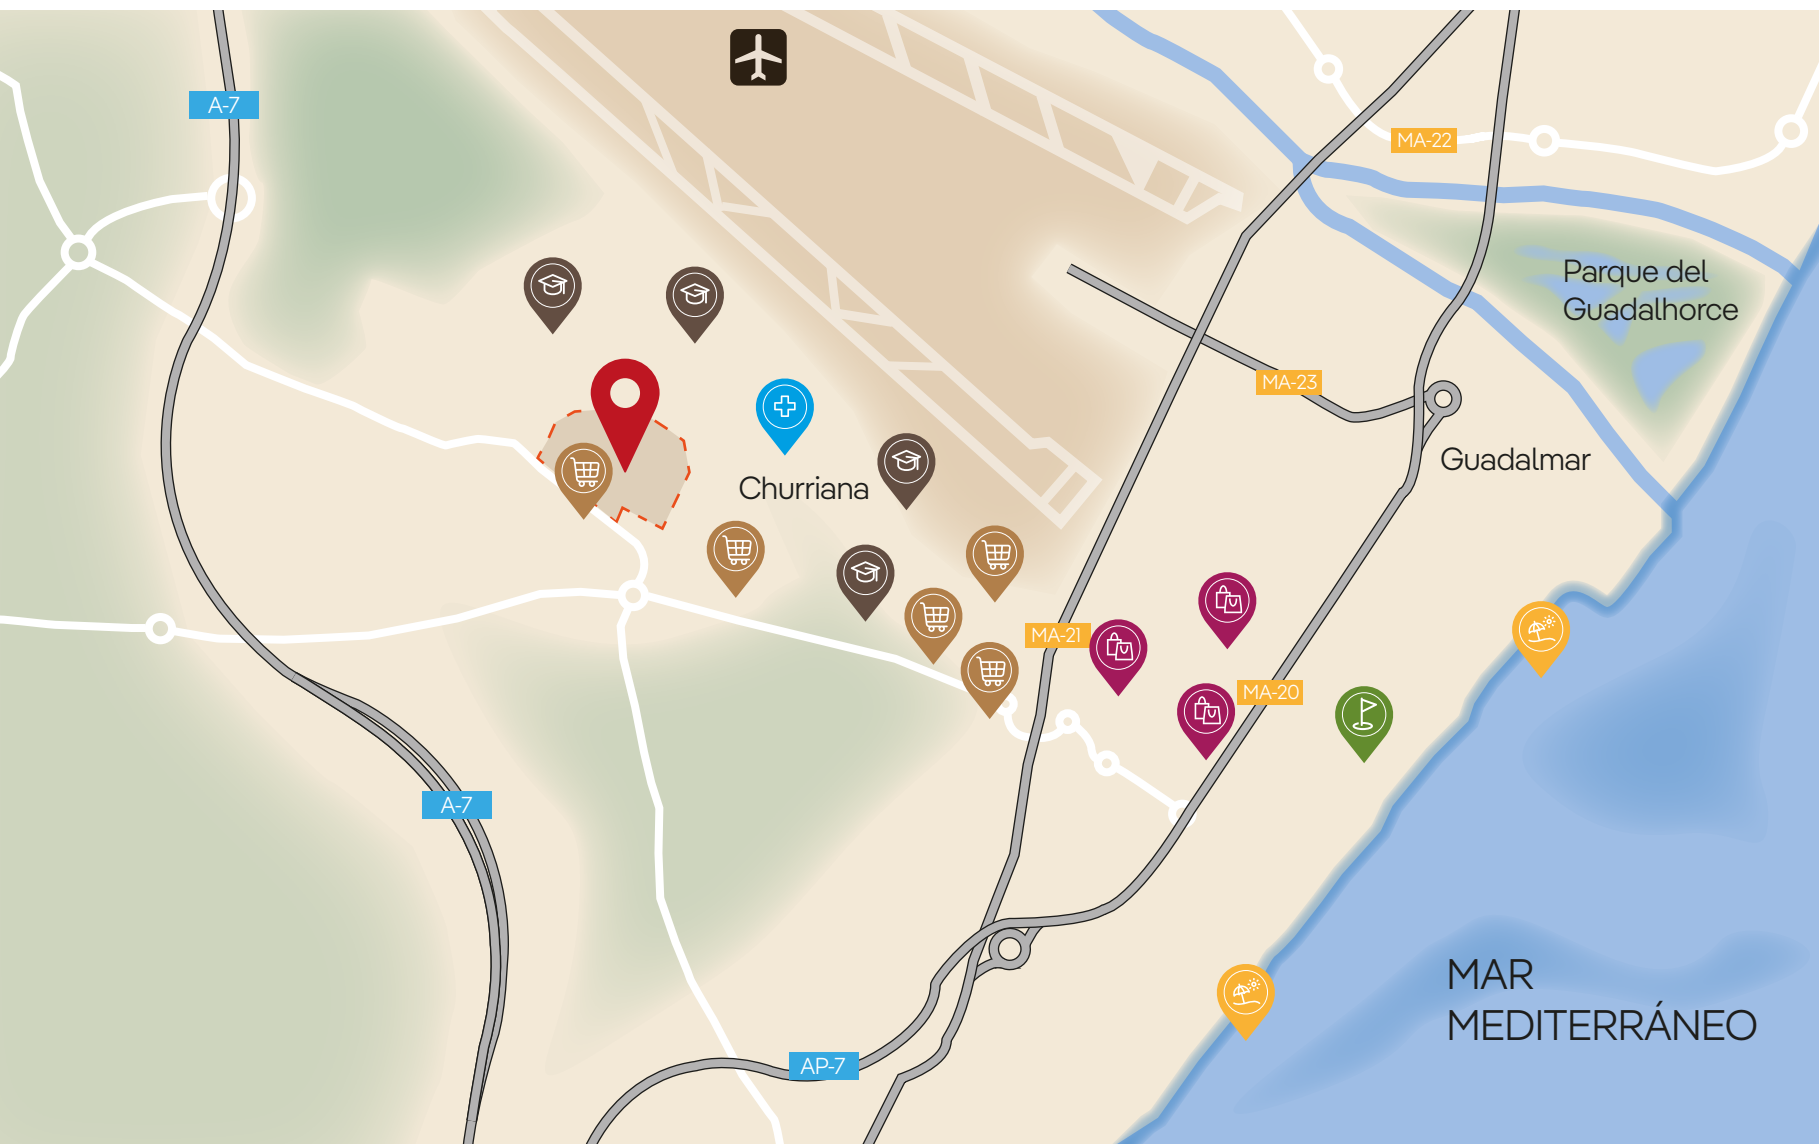 A-7
MA-22
Parque del
Guadalhorce
MA-23
Guadalmar
Churriana
MA-21
MA-20
A-7
MAR
MEDITERRÁNEO
AP-7